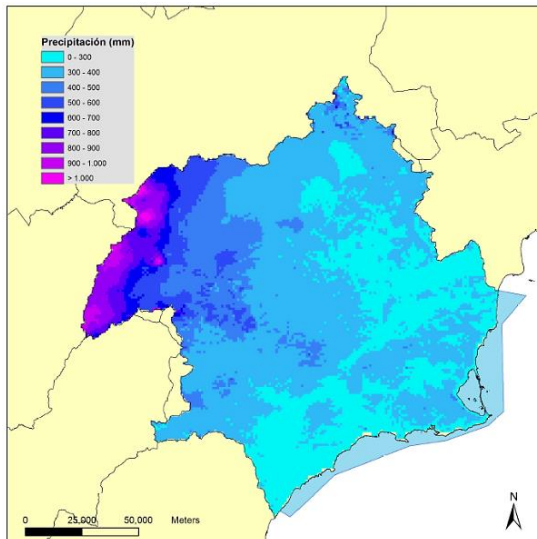 Precipitación (mm)
0 - 300
300 - 400
400 - 500
500 - 600
600 - 700
700 - 800
800 - 900
900 - 1.000
> 1.000
N
0 25,000 50,000 Meters